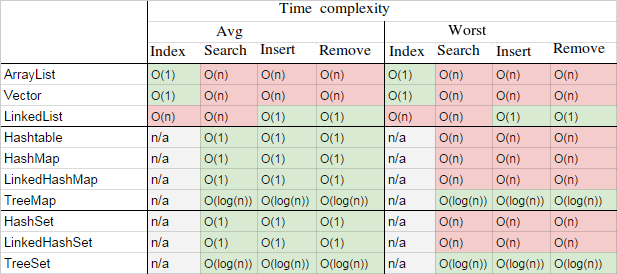 Time complexity
Avg Worst
Index Search Insert Remove Index Search Insert Remove
ArrayList O(1) O(n) O(n) O(n) O(1) O(n) O(n) O(n)
Vector O(1) O(n) O(n) O(n) O(1) O(n) O(n) O(n)
LinkedList O(n) O(n) O(1) O(1) O(n) O(n) O(1) O(1)
Hashtable n/a O(1) O(1) O(1) n/a O(n) O(n) O(n)
HashMap n/a O(1) O(1) O(1) n/a O(n) O(n) O(n)
LinkedHashMap n/a O(1) O(1) O(1) n/a O(n) O(n) O(n)
TreeMap n/a O(log(n)) O(log(n)) O(log(n)) n/a O(log(n)) O(log(n)) O(log(n))
HashSet n/a O(1) O(1) O(1) n/a O(n) O(n) O(n)
LinkedHashSet n/a O(1) O(1) O(1) n/a O(n) O(n) O(n)
TreeSet n/a O(log(n)) O(log(n)) O(log(n)) n/a O(log(n)) O(log(n)) O(log(n))